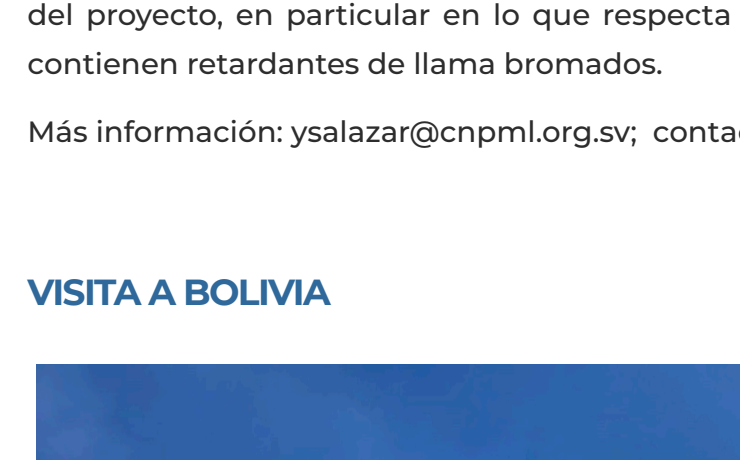 del proyecto, en particular en lo que respecta
contienen retardantes de llama bromados.
Más información: ysalazar@cnpml.org.sv;
VISITA A BOLIVIA